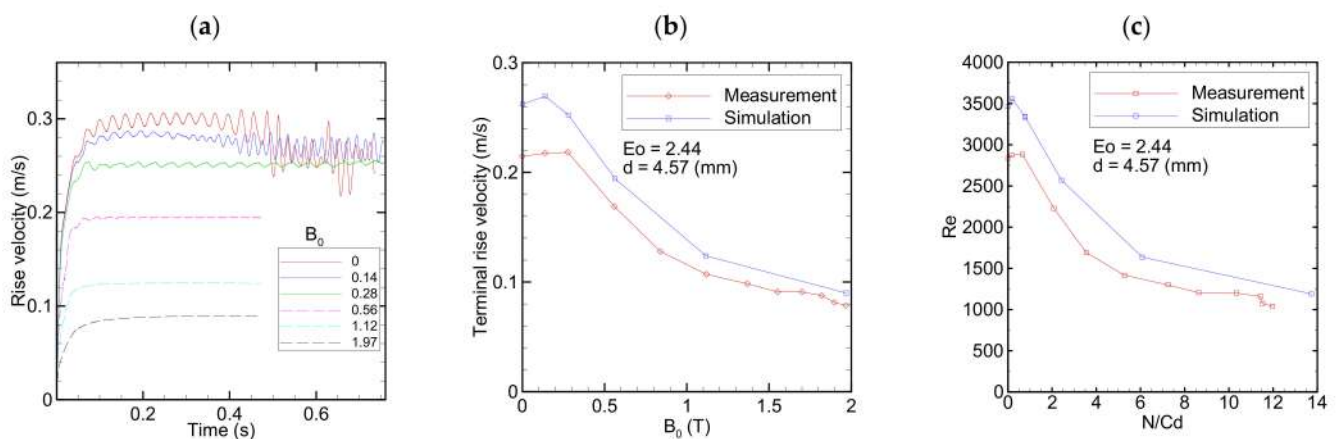 (a)
Rise velocity (m/s)
0.3
0.2
0.1
0
0.2
0.4
0.6
Time (s)
B0
0
0.14
0.28
0.56
1.12
1.97
(b)
Terminal rise velocity (m/s)
0.3
0.2
0.1
0
0
0.5
1
1.5
2
B0 (T)
Measurement
Simulation
Eo = 2.44
d = 4.57 (mm)
(c)
Re
4000
3500
3000
2500
2000
1500
1000
500
0
0
2
4
6
8
10
12
14
N/Cd
Measurement
Simulation
Eo = 2.44
d = 4.57 (mm)